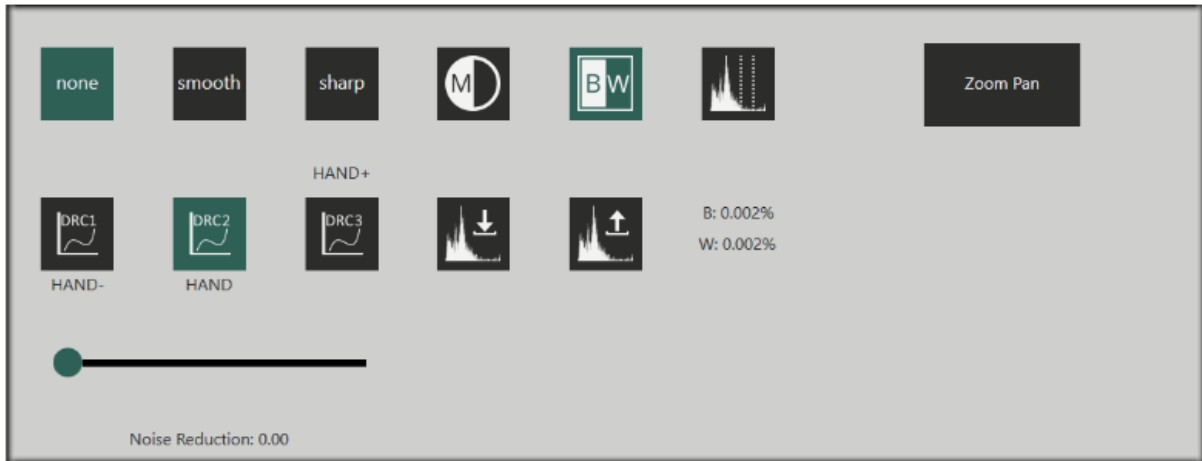 none
smooth
sharp
M
BW
Zoom Pan
HAND+
DRC1
DRC2
DRC3
B: 0.002%
W: 0.002%
HAND-
HAND
Noise Reduction: 0.00